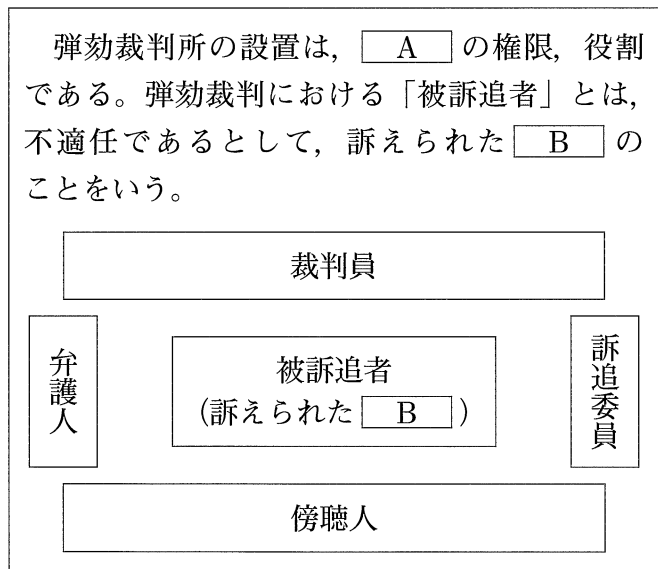 弾劾裁判所の設置は，Aの権限，役割
である。弾劾裁判における「被訴追者」とは，
不適任であるとして，訴えられたBの
ことをいう。
裁判員
弁護人
被訴追者
（訴えられたB）
訴追委員
傍聴人